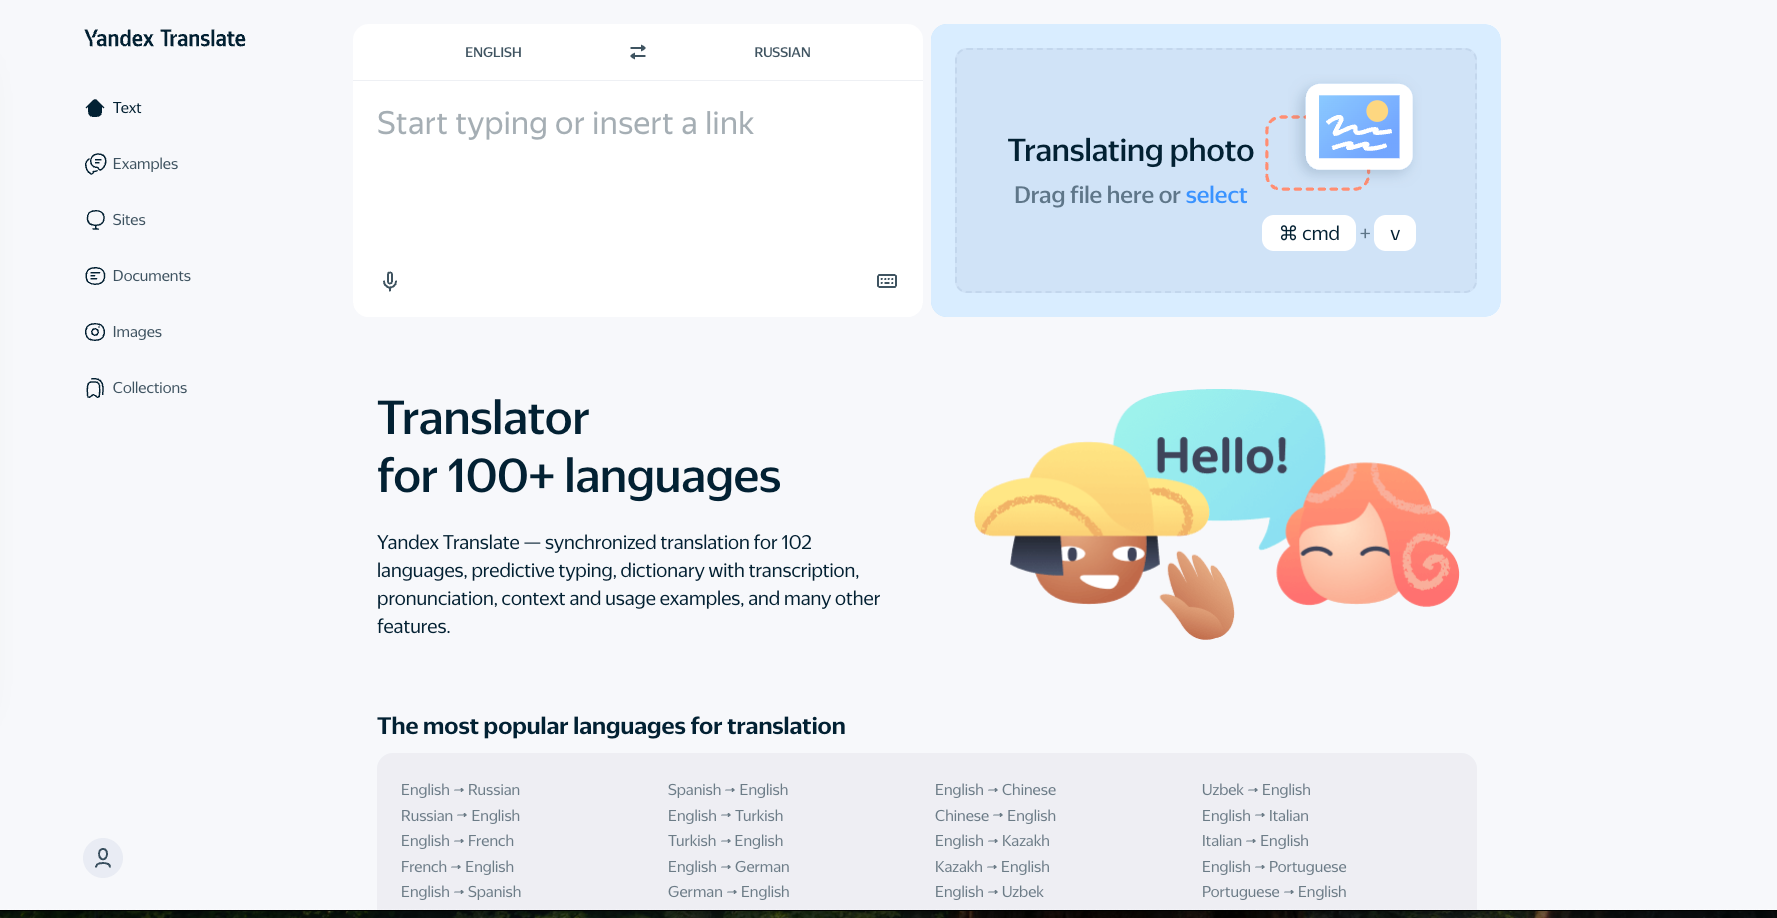 Yandex Translate
Text
Examples
Sites
Documents
Images
Collections
ENGLISH
RUSSIAN
Start typing or insert a link
Translating photo
Drag file here or select
⌘ cmd + v
Translator
for 100+ languages
Yandex Translate — synchronized translation for 102
languages, predictive typing, dictionary with transcription,
pronunciation, context and usage examples, and many other
features.
Hello!
The most popular languages for translation
English → Russian
Russian → English
English → French
French → English
English → Spanish
Spanish → English
English → Turkish
Turkish → English
English → German
German → English
English → Chinese
Chinese → English
English → Kazakh
Kazakh → English
English → Uzbek
Uzbek → English
English → Italian
Italian → English
English → Portuguese
Portuguese → English